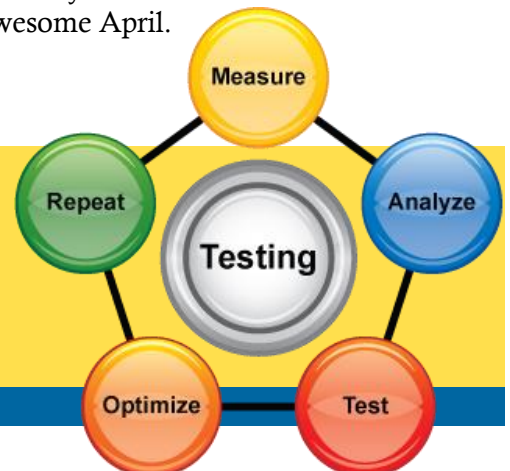 wesome April.
Measure
Analyze
Test
Optimize
Repeat
Testing